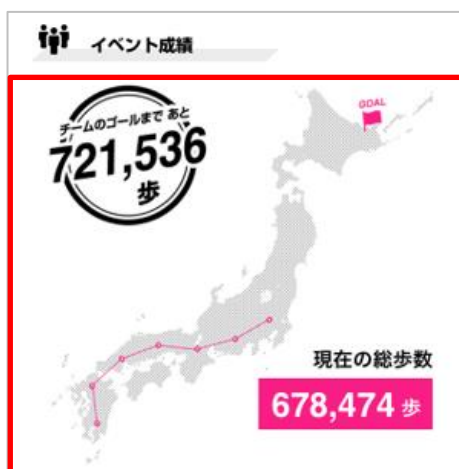 イベント成績
チームのゴールまで あと
721,536
歩
GOAL
現在の総歩数
678,474 歩